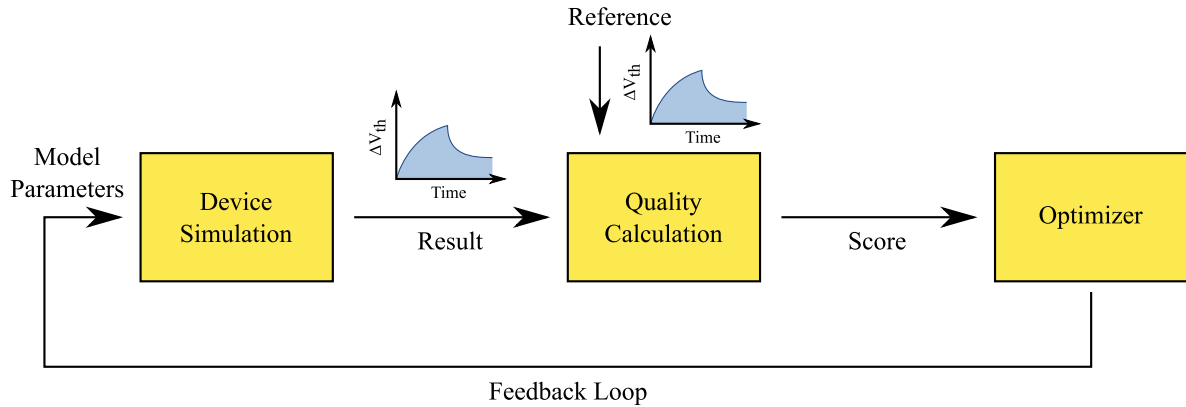 Reference
ΔVth
Time
ΔVth
Time
Model
Parameters
Device
Simulation
Result
Quality
Calculation
Score
Optimizer
Feedback Loop